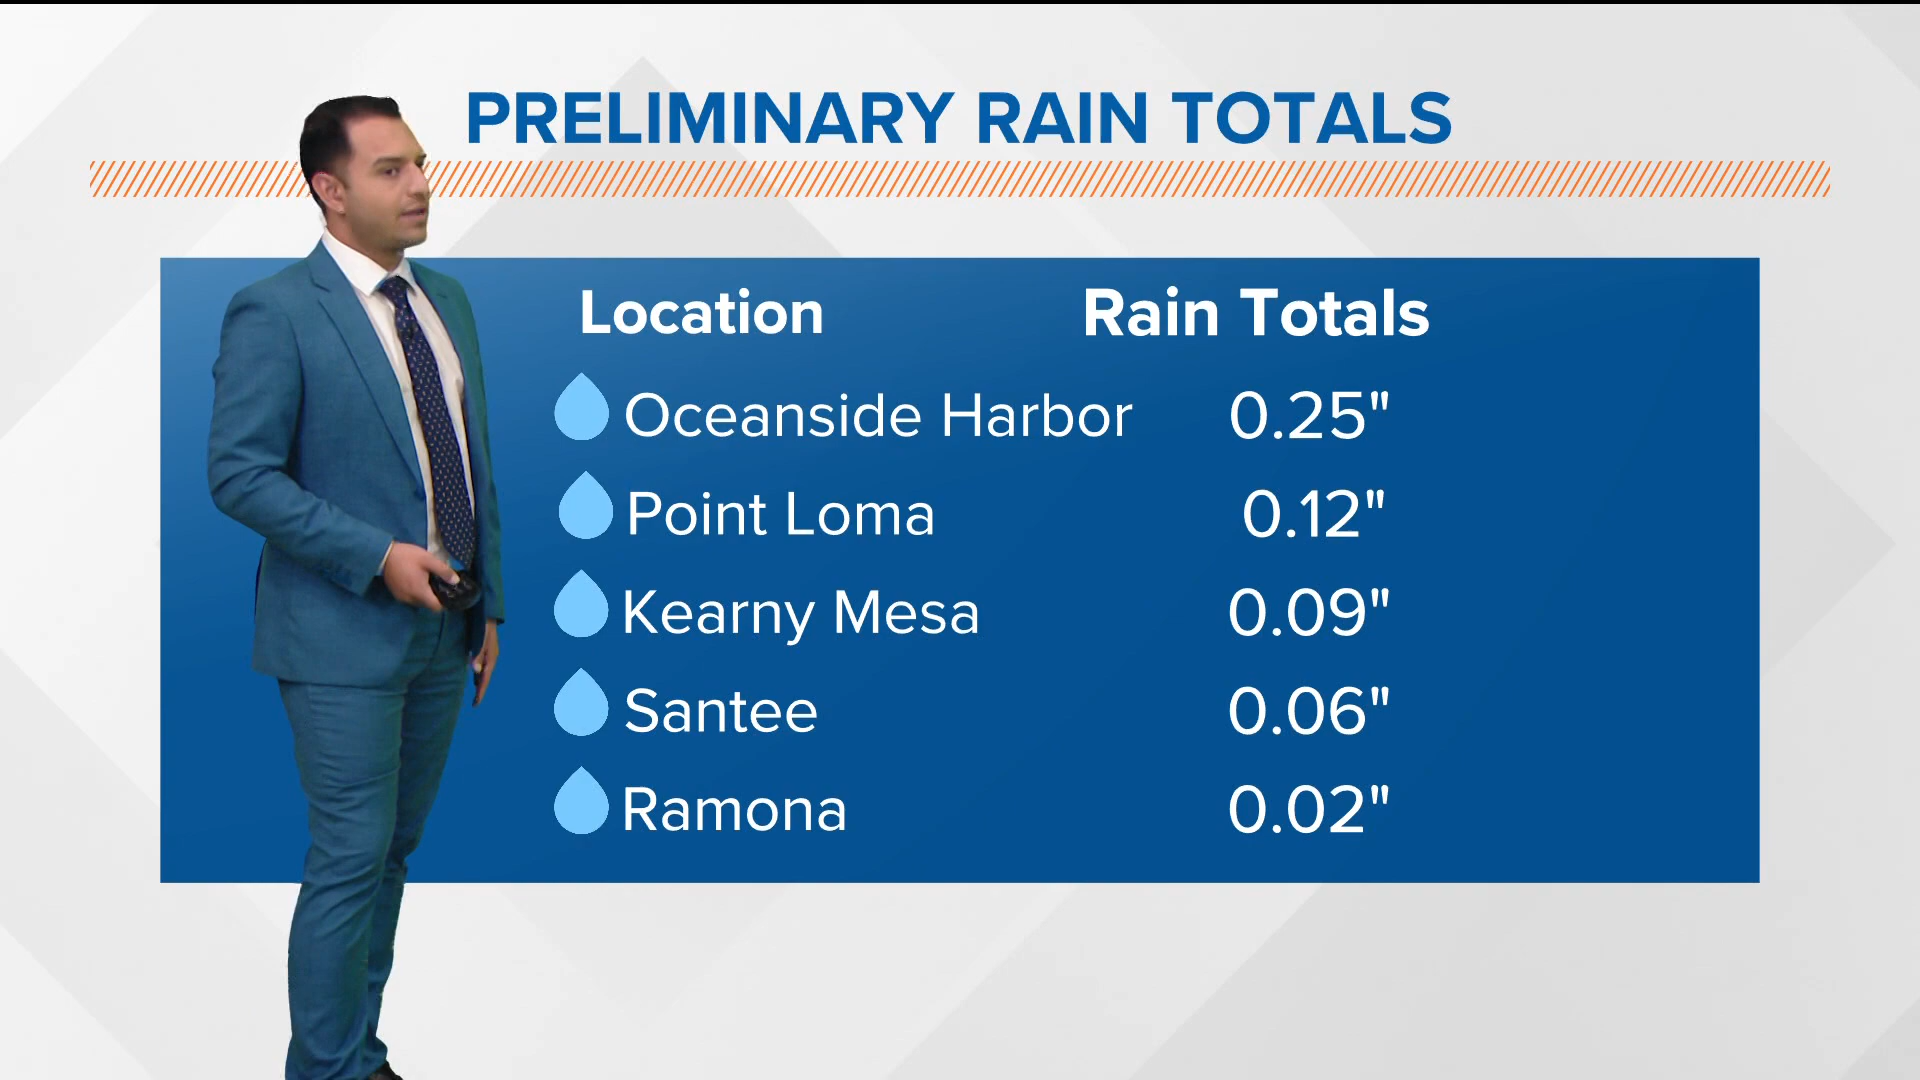 PRELIMINARY RAIN TOTALS
Location Rain Totals
Oceanside Harbor 0.25"
Point Loma 0.12"
Kearny Mesa 0.09"
Santee 0.06"
Ramona 0.02"